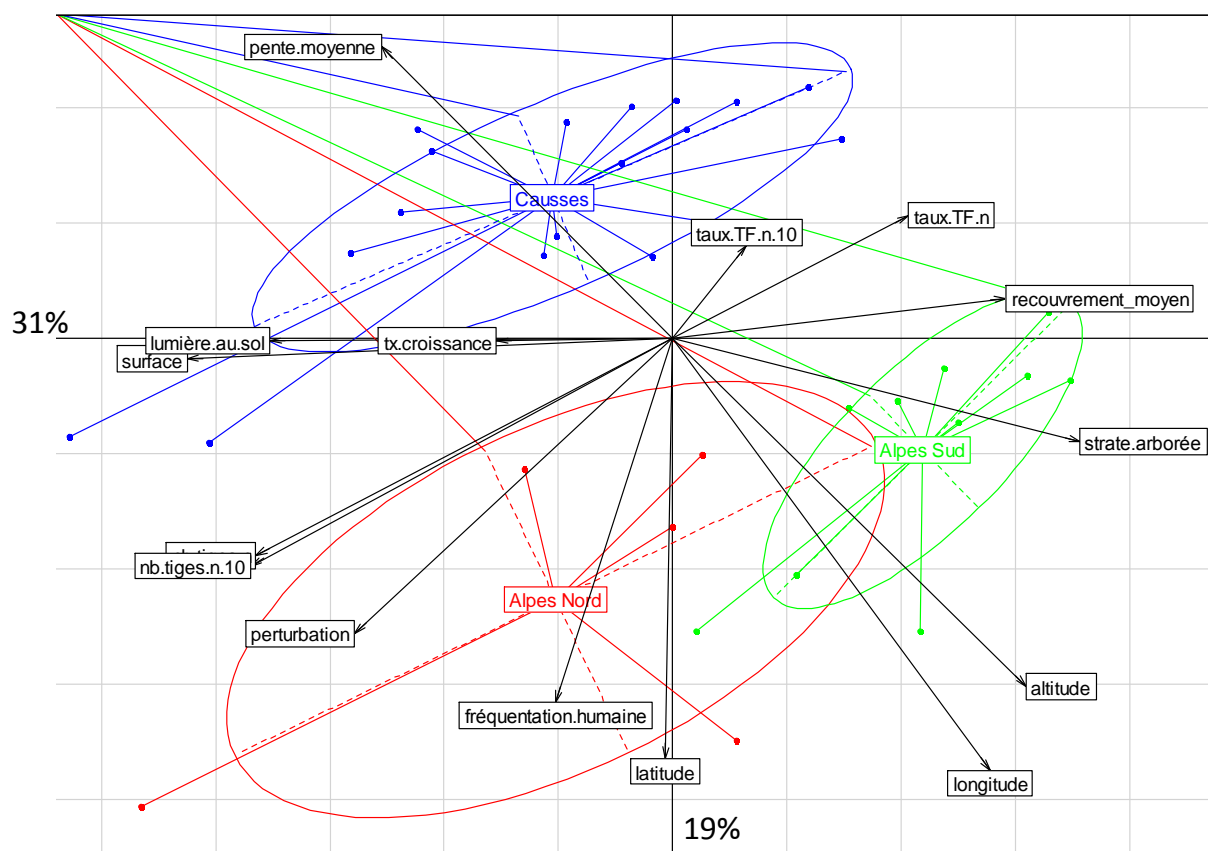 pente.moyenne
Causses
taux.TF.n
taux.TF.n.10
recouvrement_moyen
31%
lumière.au.sol
tx.croissance
surface
strate.arborée
Alpes Sud
nb.tiges.n.10
Alpes Nord
perturbation
altitude
fréquentation.humaine
latitude
longitude
19%